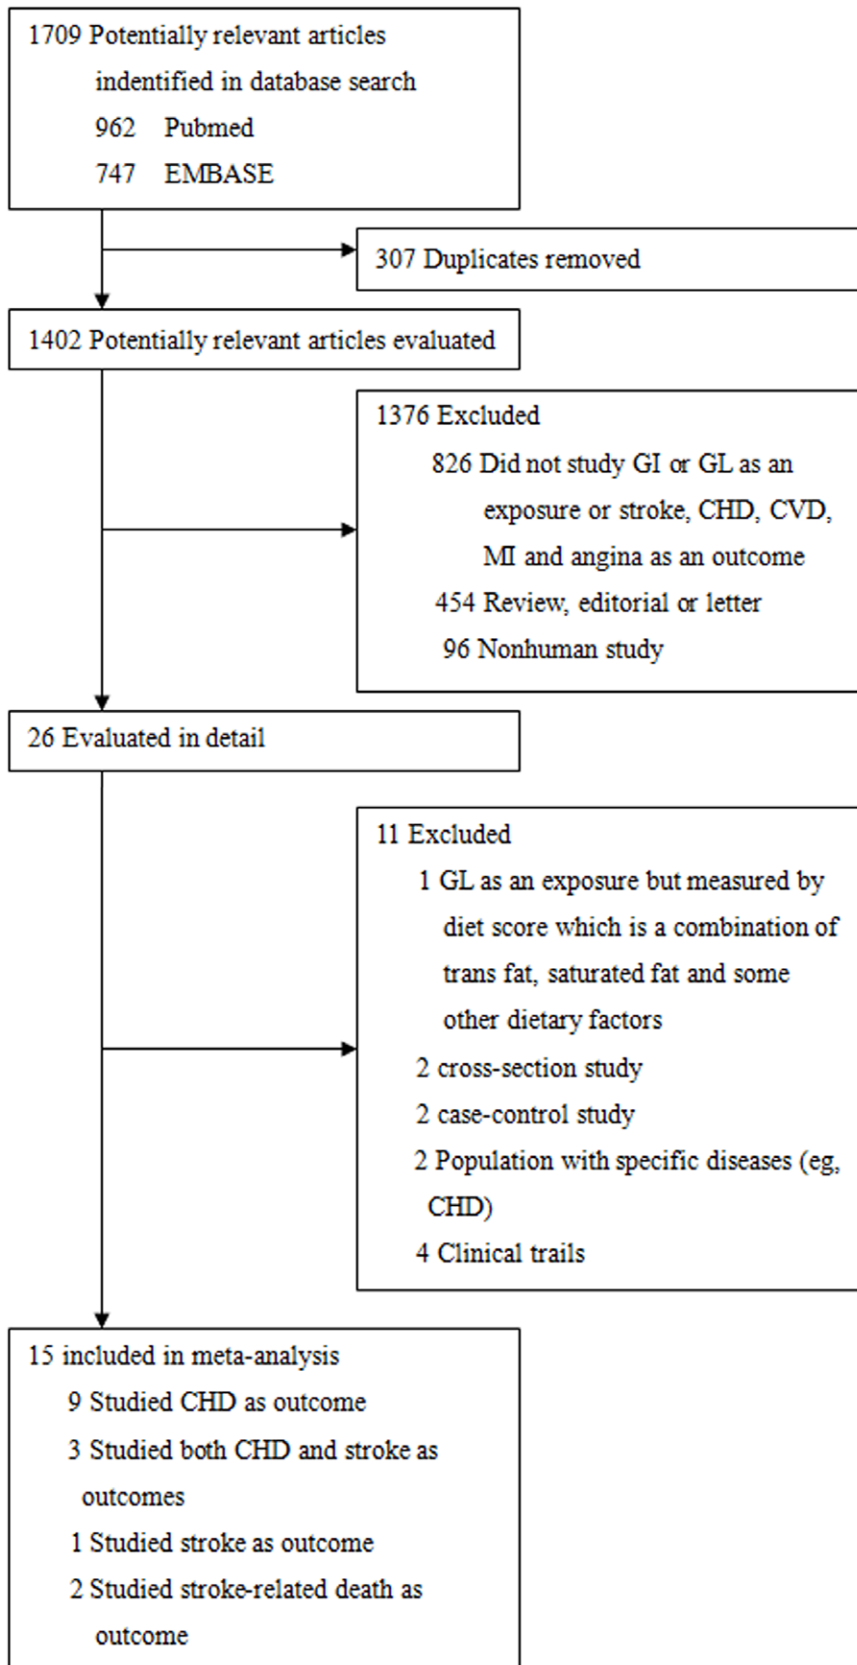 1709 Potentially relevant articles
indentified in database search
962 Pubmed
747 EMBASE
307 Duplicates removed
1402 Potentially relevant articles evaluated
1376 Excluded
826 Did not study GI or GL as an
exposure or stroke, CHD, CVD,
MI and angina as an outcome
454 Review, editorial or letter
96 Nonhuman study
26 Evaluated in detail
11 Excluded
1 GL as an exposure but measured by
diet score which is a combination of
trans fat, saturated fat and some
other dietary factors
2 cross-section study
2 case-control study
2 Population with specific diseases (eg,
CHD)
4 Clinical trails
15 included in meta-analysis
9 Studied CHD as outcome
3 Studied both CHD and stroke as
outcomes
1 Studied stroke as outcome
2 Studied stroke-related death as
outcome